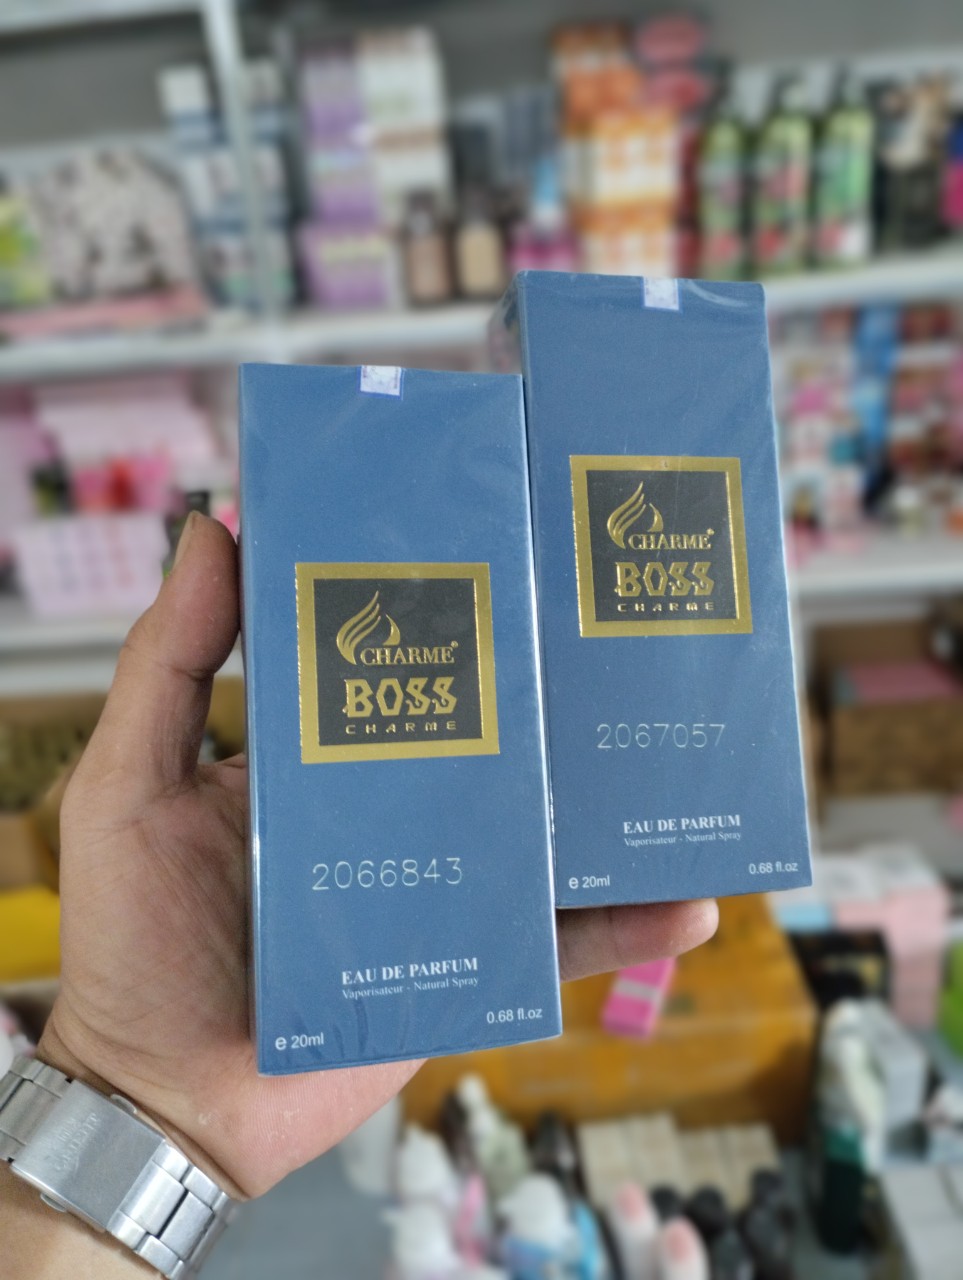 CHARME®
BOSS
CHARME
2066843
EAU DE PARFUM
Vaporisateur - Natural Spray
e 20ml
0.68 fl.oz
CHARME®
BOSS
CHARME
2067057
EAU DE PARFUM
Vaporisateur - Natural Spray
e 20ml
0.68 fl.oz